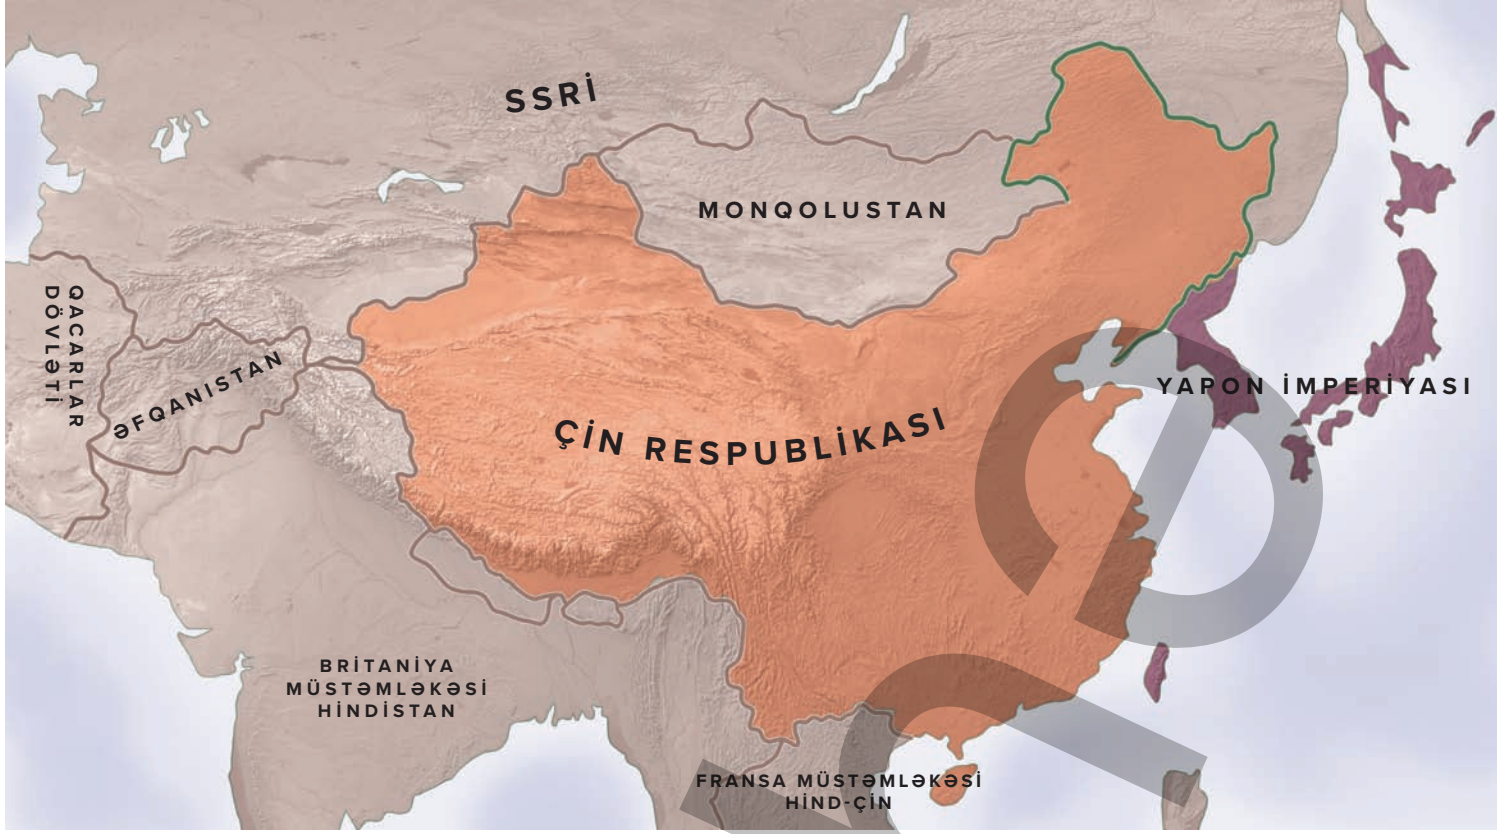 SSRİ
MONQOLUSTAN
QACARLAR
DÖVLƏTİ
ƏFQANISTAN
ÇİN RESPUBLİKASI
YAPON İMPERİYASI
BRİTANİYA
MÜSTƏMLƏKƏSİ
HİNDİSTAN
FRANSA MÜSTƏMLƏKƏSİ
HİND-ÇİN